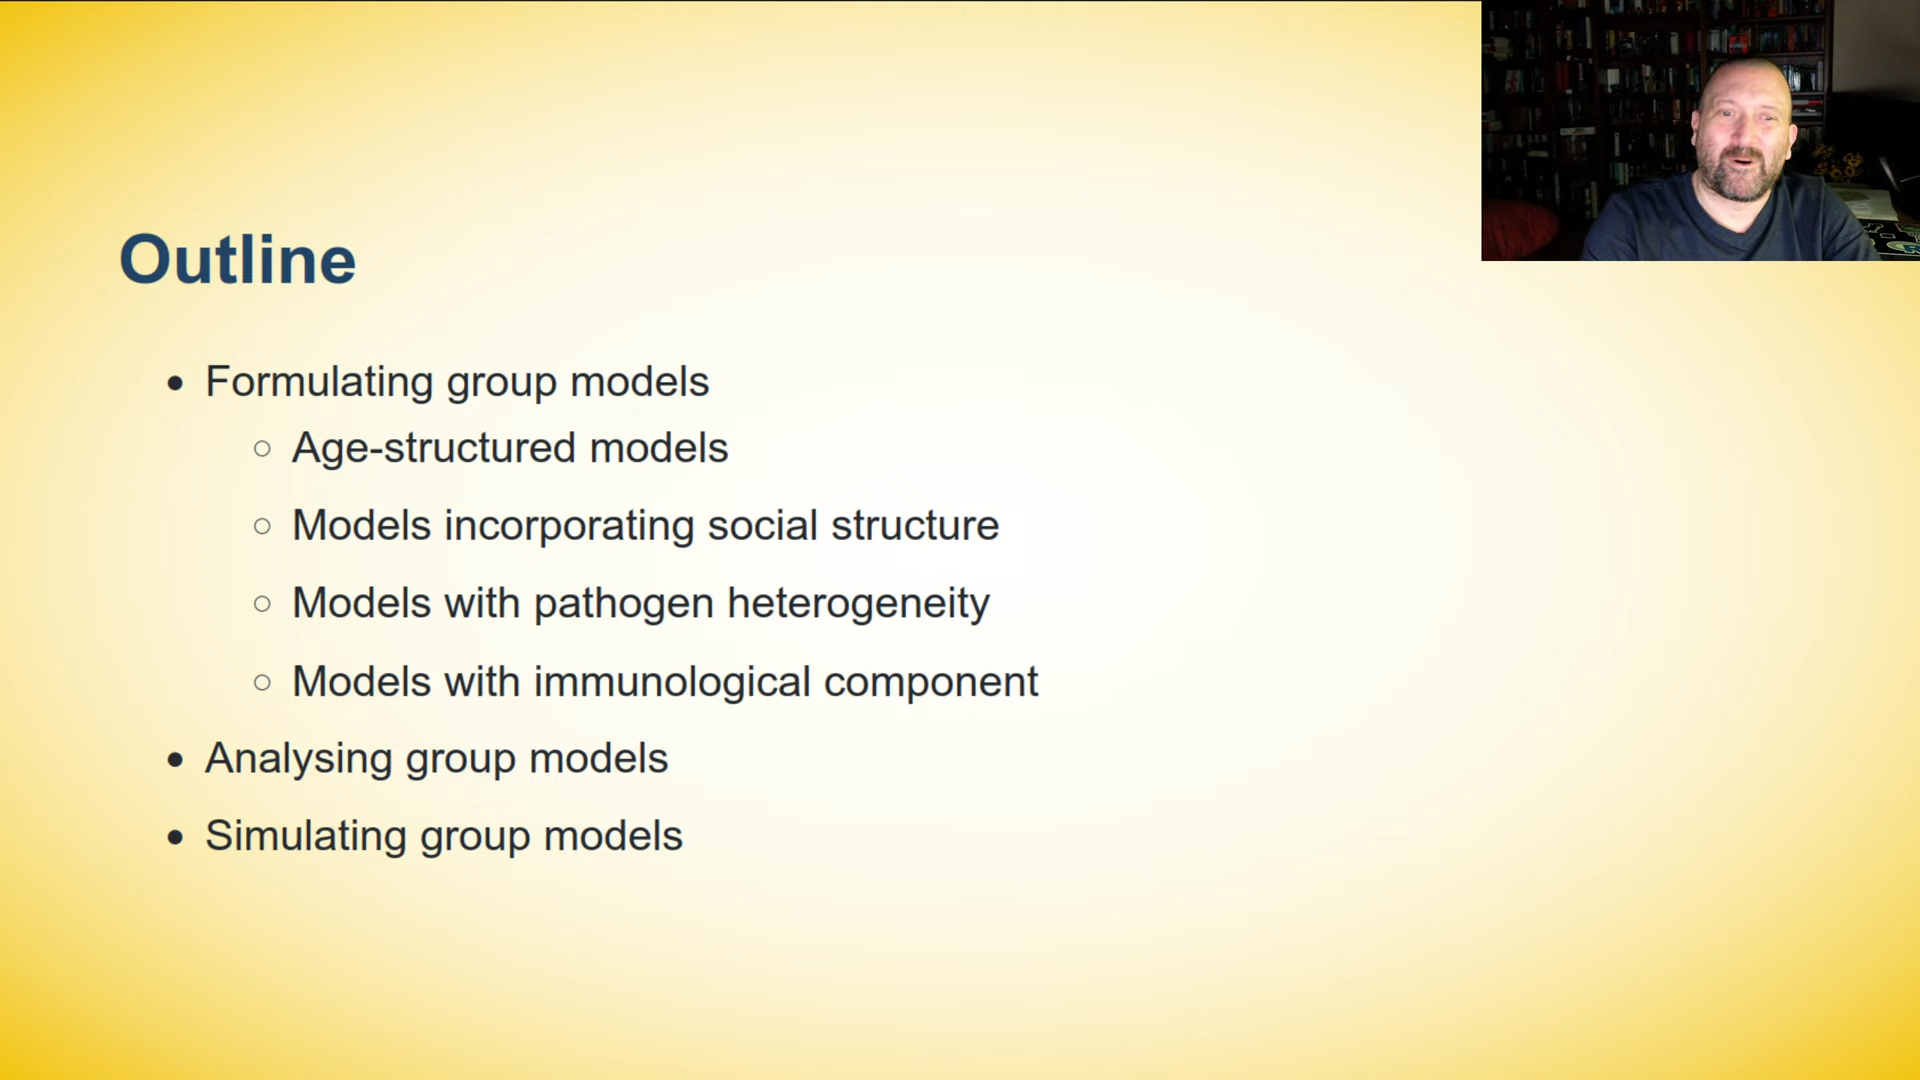 Outline
Formulating group models
Age-structured models
Models incorporating social structure
Models with pathogen heterogeneity
Models with immunological component
Analysing group models
Simulating group models